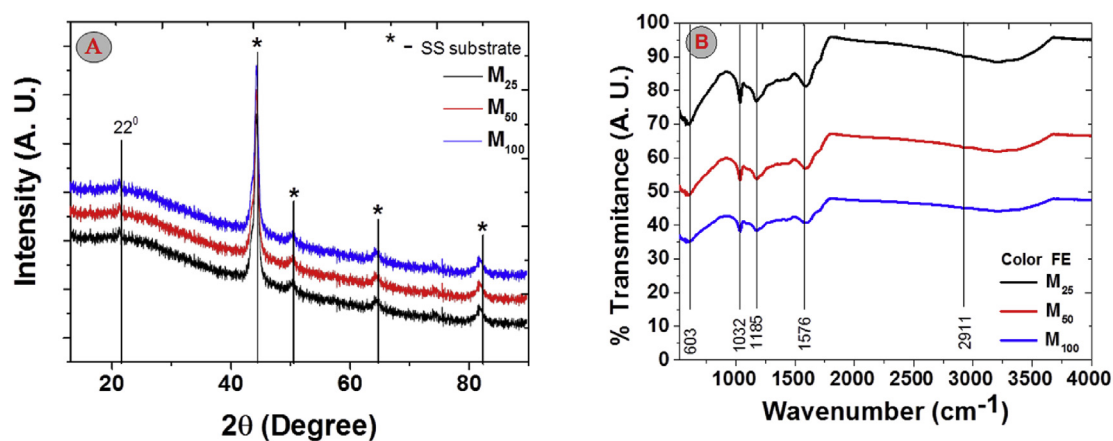 A
* - SS substrate
M25
M50
M100
22⁰
*
*
*
*
Intensity (A. U.)
20 40 60 80
2θ (Degree)
B
% Transmitance (A. U.)
100
90
80
70
60
50
40
30
20
10
0
Color FE
M25
M50
M100
603
1032
1185
1576
2911
1000 1500 2000 2500 3000 3500 4000
Wavenumber (cm⁻¹)